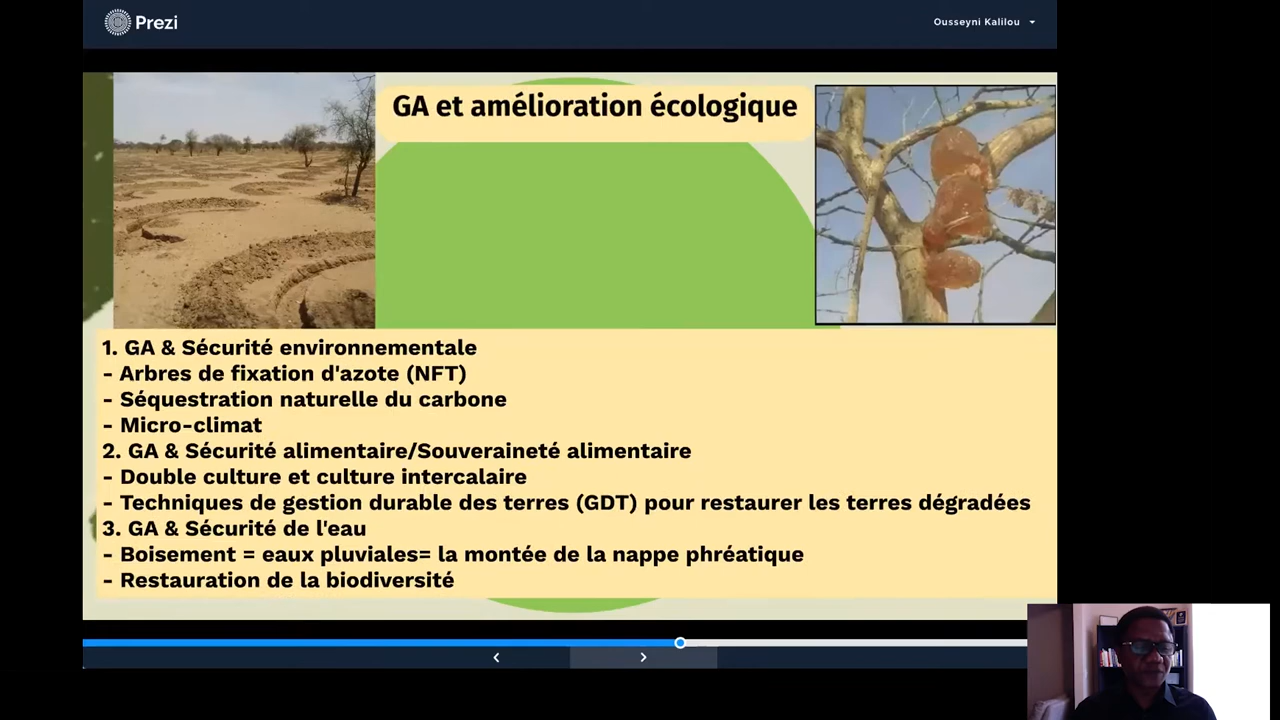 Prezi
Ousseyni Kalilou
GA et amélioration écologique
1. GA & Sécurité environnementale
- Arbres de fixation d'azote (NFT)
- Séquestration naturelle du carbone
- Micro-climat
2. GA & Sécurité alimentaire/Souveraineté alimentaire
- Double culture et culture intercalaire
- Techniques de gestion durable des terres (GDT) pour restaurer les terres dégradées
3. GA & Sécurité de l'eau
- Boisement = eaux pluviales= la montée de la nappe phréatique
- Restauration de la biodiversité